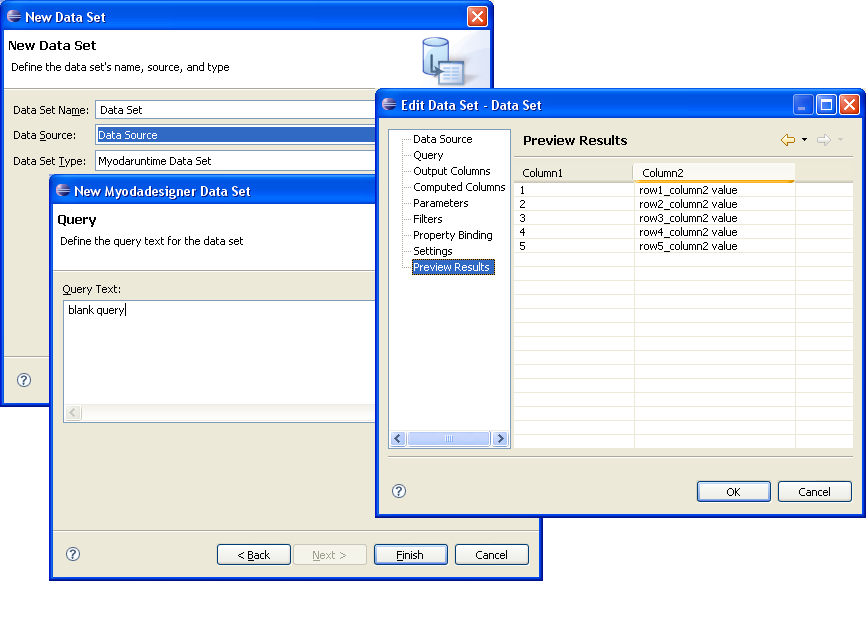 New Data Set
New Data Set
Define the data set's name, source, and type
Data Set Name: Data Set
Data Source: Data Source
Data Set Type: Myodaruntime Data Set
New Myodadesigner Data Set
Query
Define the query text for the data set
Query Text:
blank query
< Back Next > Finish Cancel
Edit Data Set - Data Set
Data Source
Query
Output Columns
Computed Columns
Parameters
Filters
Property Binding
Settings
Preview Results
Preview Results
Column1 Column2
1 row1_column2 value
2 row2_column2 value
3 row3_column2 value
4 row4_column2 value
5 row5_column2 value
OK Cancel